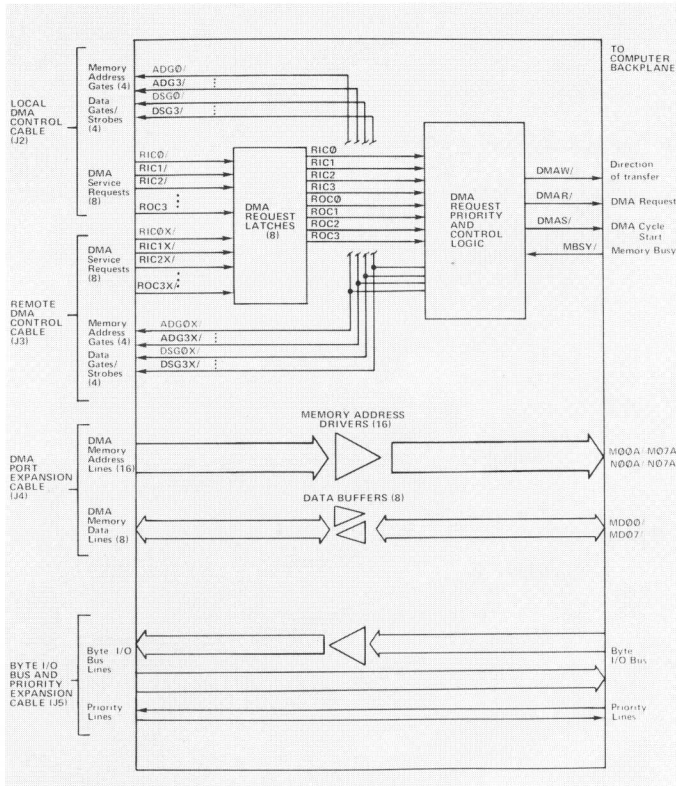 TO
COMPUTER
BACKPLANE
LOCAL
DMA
CONTROL
CABLE
(J2)
Memory
Address
Gates (4)
Data
Gates/
Strobes
(4)
DMA
Service
Requests
(8)
ADGØ/
ADG3/
DSGØ/
DSG3/
RICØ/
RIC1/
RIC2/
ROC3
DMA
REQUEST
LATCHES
(8)
RICØ
RIC1
RIC2
RIC3
ROCØ
ROC1
ROC2
ROC3
DMA
REQUEST
PRIORITY
AND
CONTROL
LOGIC
DMAW/
DMAR/
DMAS/
MBSY/
Direction
of transfer
DMA Request
DMA Cycle
Start
Memory Busy
REMOTE
DMA
CONTROL
CABLE
(J3)
DMA
Service
Requests
(8)
Memory
Address
Gates (4)
Data
Gates/
Strobes
(4)
RICØX/
RIC1X/
RIC2X/
ROC3X/
ADGØX/
ADG3X/
DSGØX/
DSG3X/
DMA
PORT
EXPANSION
CABLE
(J4)
DMA
Memory
Address
Lines (16)
MEMORY ADDRESS
DRIVERS (16)
MØØA/-MØ7A
NØØA/-NØ7A
DMA
Memory
Data
Lines (8)
DATA BUFFERS (8)
MDØØ/
MDØ7/
BYTE I/O
BUS AND
PRIORITY
EXPANSION
CABLE (J5)
Byte I/O
Bus
Lines
Byte
I/O Bus
Priority
Lines
Priority
Lines